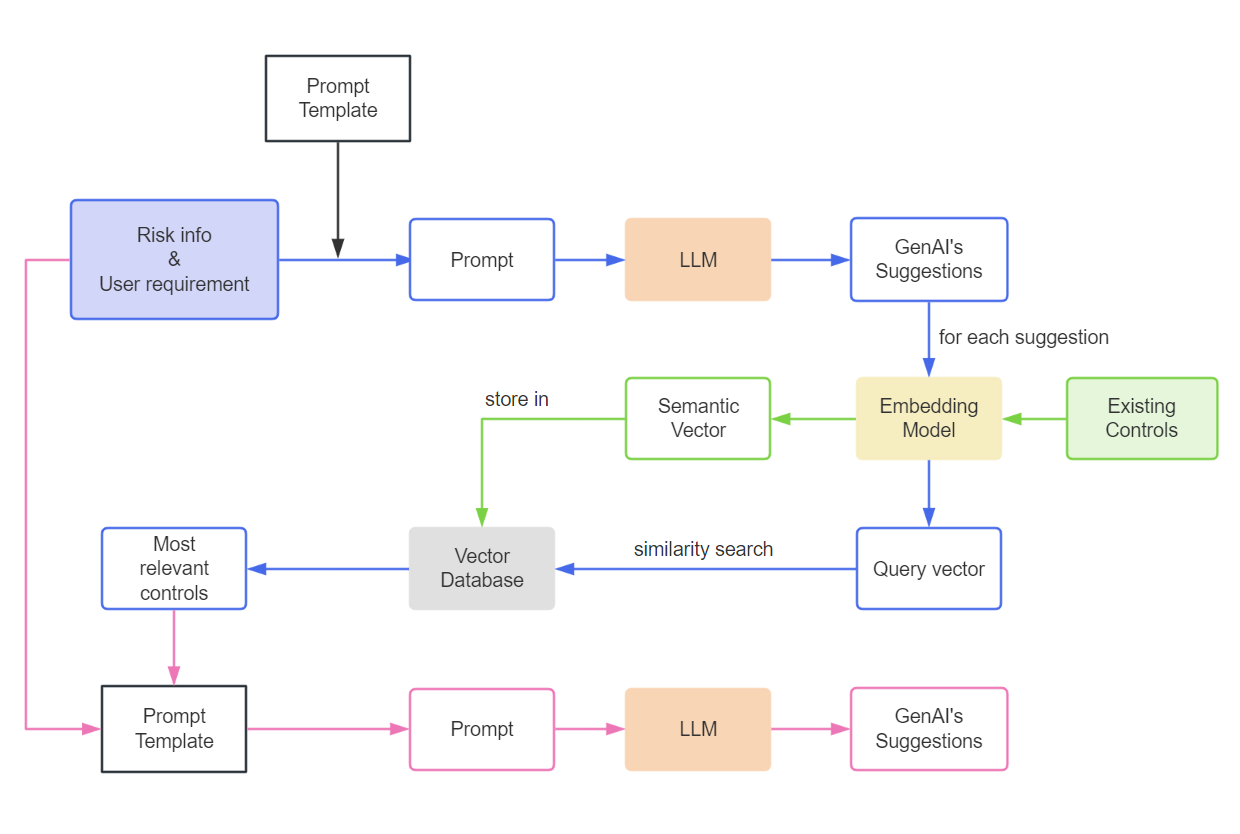 Prompt
Template
Risk info
&
User requirement
Prompt
LLM
GenAI's
Suggestions
for each suggestion
store in
Semantic
Vector
Embedding
Model
Existing
Controls
Most
relevant
controls
Vector
Database
similarity search
Query vector
Prompt
Template
Prompt
LLM
GenAI's
Suggestions